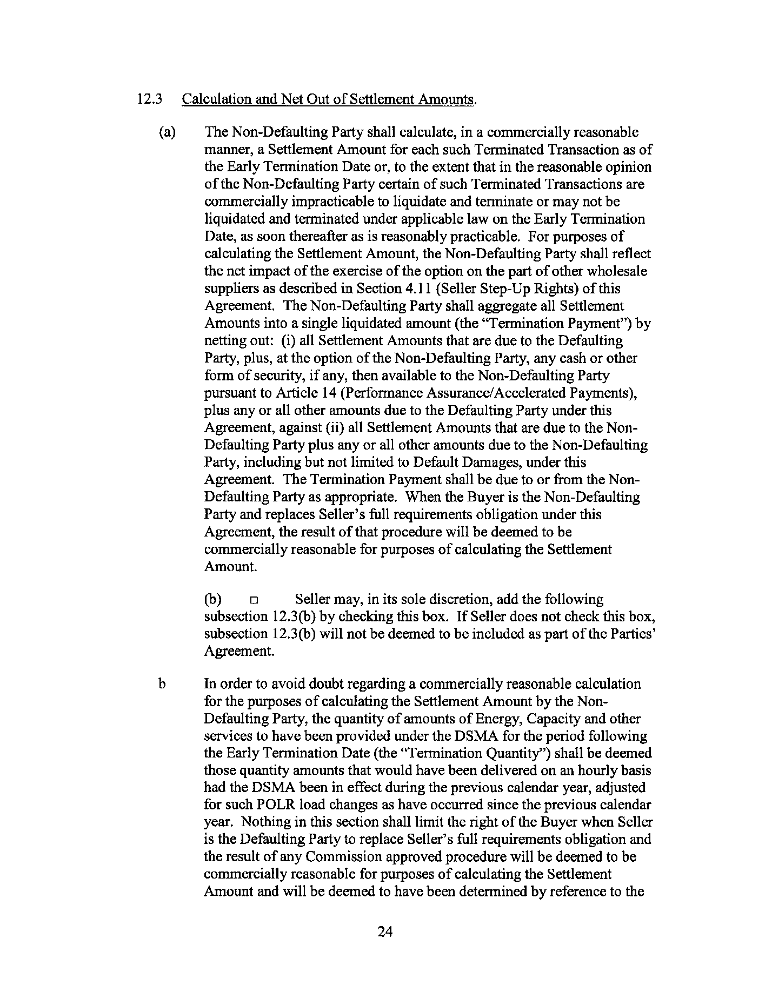 12.3 Calculation and Net Out of Settlement Amounts.
(a) The Non-Defaulting Party shall calculate, in a commercially reasonable
manner, a Settlement Amount for each such Terminated Transaction as of
the Early Termination Date or, to the extent that in the reasonable opinion
of the Non-Defaulting Party certain of such Terminated Transactions are
commercially impracticable to liquidate and terminate or may not be
liquidated and terminated under applicable law on the Early Termination
Date, as soon thereafter as is reasonably practicable. For purposes of
calculating the Settlement Amount, the Non-Defaulting Party shall reflect
the net impact of the exercise of the option on the part of other wholesale
suppliers as described in Section 4.11 (Seller Step-Up Rights) of this
Agreement. The Non-Defaulting Party shall aggregate all Settlement
Amounts into a single liquidated amount (the “Termination Payment”) by
netting out: (i) all Settlement Amounts that are due to the Defaulting
Party, plus, at the option of the Non-Defaulting Party, any cash or other
form of security, if any, then available to the Non-Defaulting Party
pursuant to Article 14 (Performance Assurance/Accelerated Payments),
plus any or all other amounts due to the Defaulting Party under this
Agreement, against (ii) all Settlement Amounts that are due to the Non-
Defaulting Party plus any or all other amounts due to the Non-Defaulting
Party, including but not limited to Default Damages, under this
Agreement. The Termination Payment shall be due to or from the Non-
Defaulting Party as appropriate. When the Buyer is the Non-Defaulting
Party and replaces Seller’s full requirements obligation under this
Agreement, the result of that procedure will be deemed to be
commercially reasonable for purposes of calculating the Settlement
Amount.
(b) □ Seller may, in its sole discretion, add the following
subsection 12.3(b) by checking this box. If Seller does not check this box,
subsection 12.3(b) will not be deemed to be included as part of the Parties’
Agreement.
b In order to avoid doubt regarding a commercially reasonable calculation
for the purposes of calculating the Settlement Amount by the Non-
Defaulting Party, the quantity of amounts of Energy, Capacity and other
services to have been provided under the DSMA for the period following
the Early Termination Date (the “Termination Quantity”) shall be deemed
those quantity amounts that would have been delivered on an hourly basis
had the DSMA been in effect during the previous calendar year, adjusted
for such POLR load changes as have occurred since the previous calendar
year. Nothing in this section shall limit the right of the Buyer when Seller
is the Defaulting Party to replace Seller’s full requirements obligation and
the result of any Commission approved procedure will be deemed to be
commercially reasonable for purposes of calculating the Settlement
Amount and will be deemed to have been determined by reference to the
24